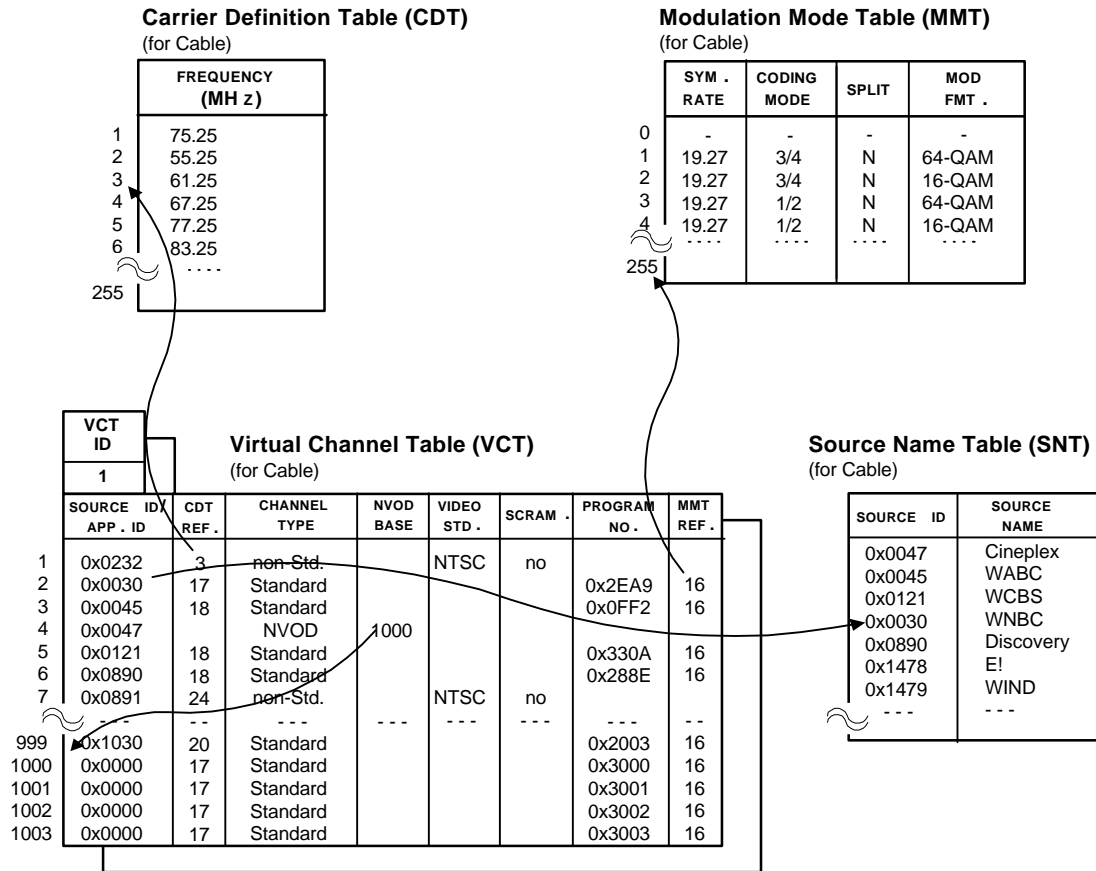 Carrier Definition Table (CDT)
(for Cable)
FREQUENCY
(MH Z)
1 75.25
2 55.25
3 61.25
4 67.25
5 77.25
6 83.25
- - - -
255
Modulation Mode Table (MMT)
(for Cable)
SYM . RATE CODING MODE SPLIT MOD FMT .
0 - - - -
1 19.27 3/4 N 64-QAM
2 19.27 3/4 N 16-QAM
3 19.27 1/2 N 64-QAM
4 19.27 1/2 N 16-QAM
- - - - - - - - - - - - - - - -
255
VCT ID
1
Virtual Channel Table (VCT)
(for Cable)
SOURCE ID/ APP . ID CDT REF . CHANNEL TYPE NVOD BASE VIDEO STD . SCRAM . PROGRAM NO . MMT REF .
1 0x0232 3 non-Std. NTSC no
2 0x0030 17 Standard 0x2EA9 16
3 0x0045 18 Standard 0x0FF2 16
4 0x0047 NVOD 1000
5 0x0121 18 Standard 0x330A 16
6 0x0890 18 Standard 0x288E 16
7 0x0891 24 non-Std. NTSC no
- - - - - - - - - - - - - - - - - - - - - -
999 0x1030 20 Standard 0x2003 16
1000 0x0000 17 Standard 0x3000 16
1001 0x0000 17 Standard 0x3001 16
1002 0x0000 17 Standard 0x3002 16
1003 0x0000 17 Standard 0x3003 16
Source Name Table (SNT)
(for Cable)
SOURCE ID SOURCE NAME
0x0047 Cineplex
0x0045 WABC
0x0121 WCBS
0x0030 WNBC
0x0890 Discovery
0x1478 E!
0x1479 WIND
- - - - - -